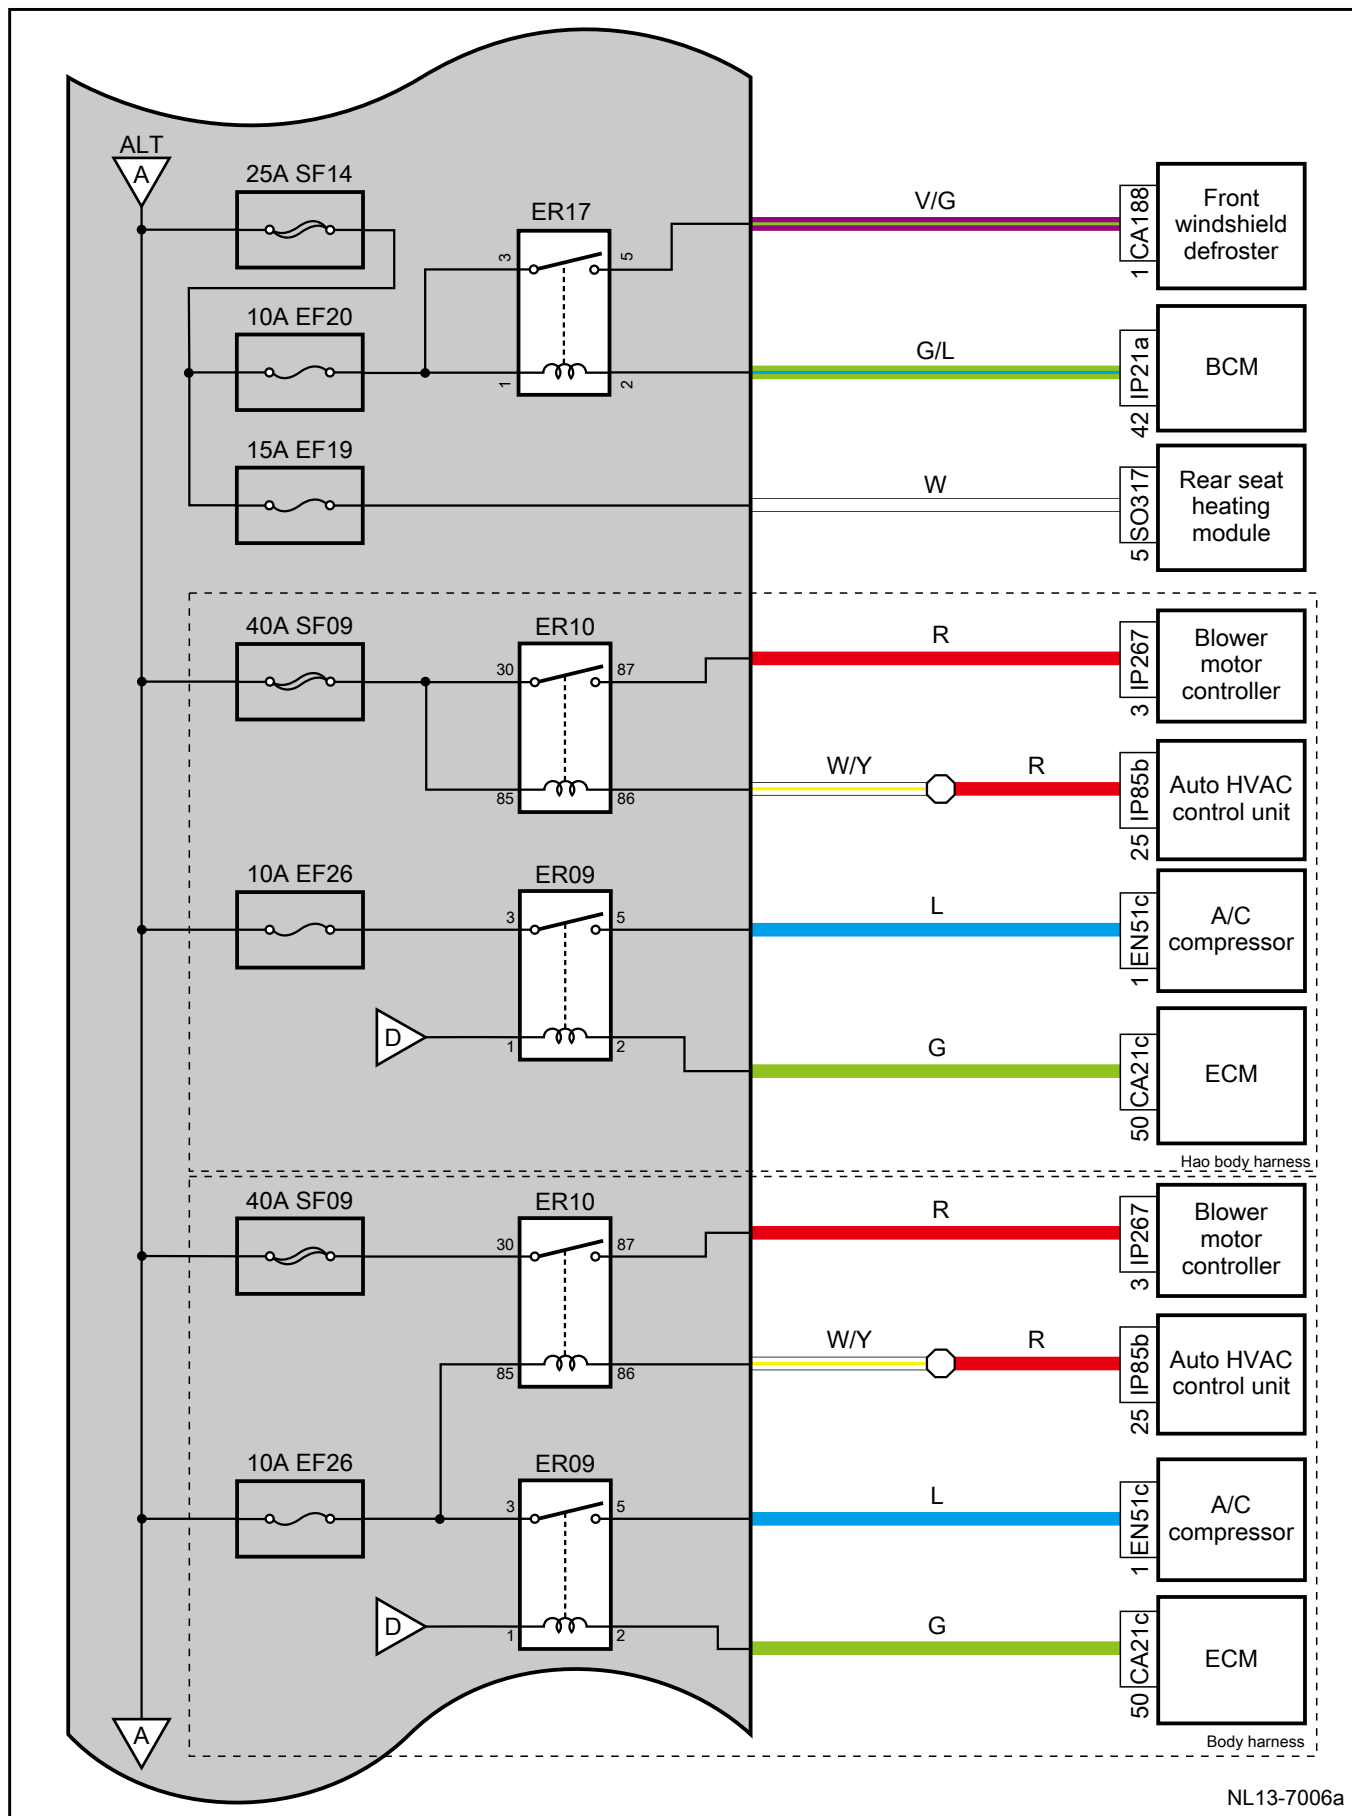 ALT
A
25A SF14
ER17
3
5
1
2
V/G
1 CA188
Front
windshield
defroster
10A EF20
G/L
42 IP21a
BCM
15A EF19
W
5 SO317
Rear seat
heating
module
40A SF09
ER10
30
87
85
86
R
3 IP267
Blower
motor
controller
W/Y
R
25 IP85b
Auto HVAC
control unit
10A EF26
ER09
3
5
D
1
2
L
1 EN51c
A/C
compressor
G
50 CA21c
ECM
Hao body harness
40A SF09
ER10
30
87
85
86
R
3 IP267
Blower
motor
controller
W/Y
R
25 IP85b
Auto HVAC
control unit
10A EF26
ER09
3
5
D
1
2
L
1 EN51c
A/C
compressor
G
50 CA21c
ECM
A
Body harness
NL13-7006a